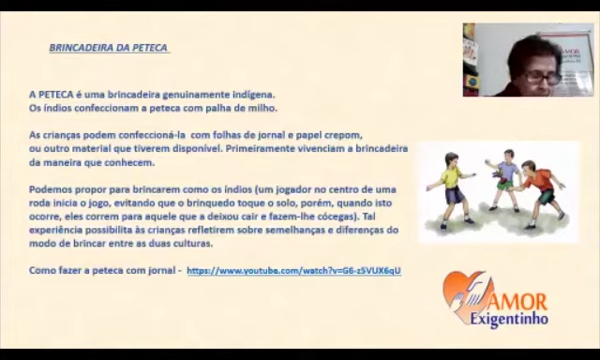 BRINCADEIRA DA PETECA
A PETECA é uma brincadeira genuinamente indígena.
Os índios confeccionam a peteca com palha de milho.
As crianças podem confeccioná-la com folhas de jornal e papel crepom,
ou outro material que tiverem disponível. Primeiramente vivenciam a brincadeira
da maneira que conhecem.
Podemos propor para brincarem como os índios (um jogador no centro de uma
roda inicia o jogo, evitando que o brinquedo toque o solo, porém, quando isto
ocorre, eles correm para aquele que a deixou cair e fazem-lhe cócegas). Tal
experiência possibilita às crianças refletirem sobre semelhanças e diferenças do
modo de brincar entre as duas culturas.
Como fazer a peteca com jornal - https://www.youtube.com/watch?v=G6-z5VUX6qU
AMOR
AMOR
Exigentinho